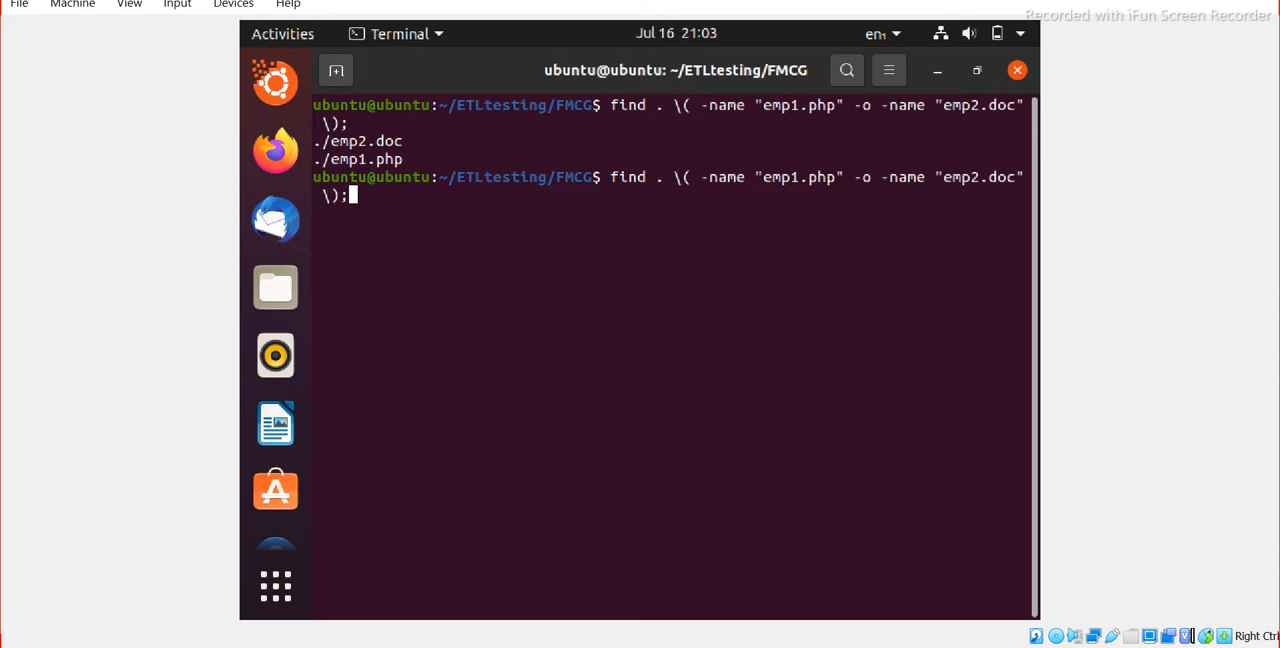 File Machine View Input Devices Help
Recorded with iFun Screen Recorder
Activities Terminal Jul 16 21:03 en₁
ubuntu@ubuntu: ~/ETLtesting/FMCG
ubuntu@ubuntu:~/ETLtesting/FMCG$ find . \( -name "emp1.php" -o -name "emp2.doc"
\);
./emp2.doc
./emp1.php
ubuntu@ubuntu:~/ETLtesting/FMCG$ find . \( -name "emp1.php" -o -name "emp2.doc"
\);
Right Ctrl